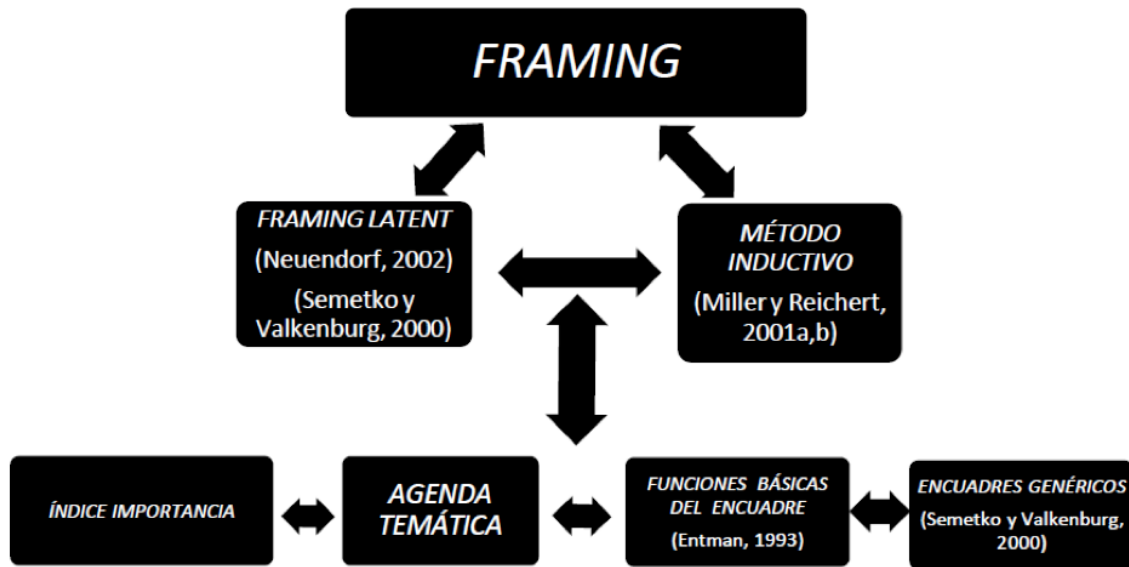 FRAMING
FRAMING LATENT
(Neuendorf, 2002)
(Semetko y
Valkenburg, 2000)
MÉTODO
INDUCTIVO
(Miller y Reichert,
2001a,b)
ÍNDICE IMPORTANCIA
AGENDA
TEMÁTICA
FUNCIONES BÁSICAS
DEL ENCUADRE
(Entman, 1993)
ENCUADRES GENÉRICOS
(Semetko y Valkenburg,
2000)